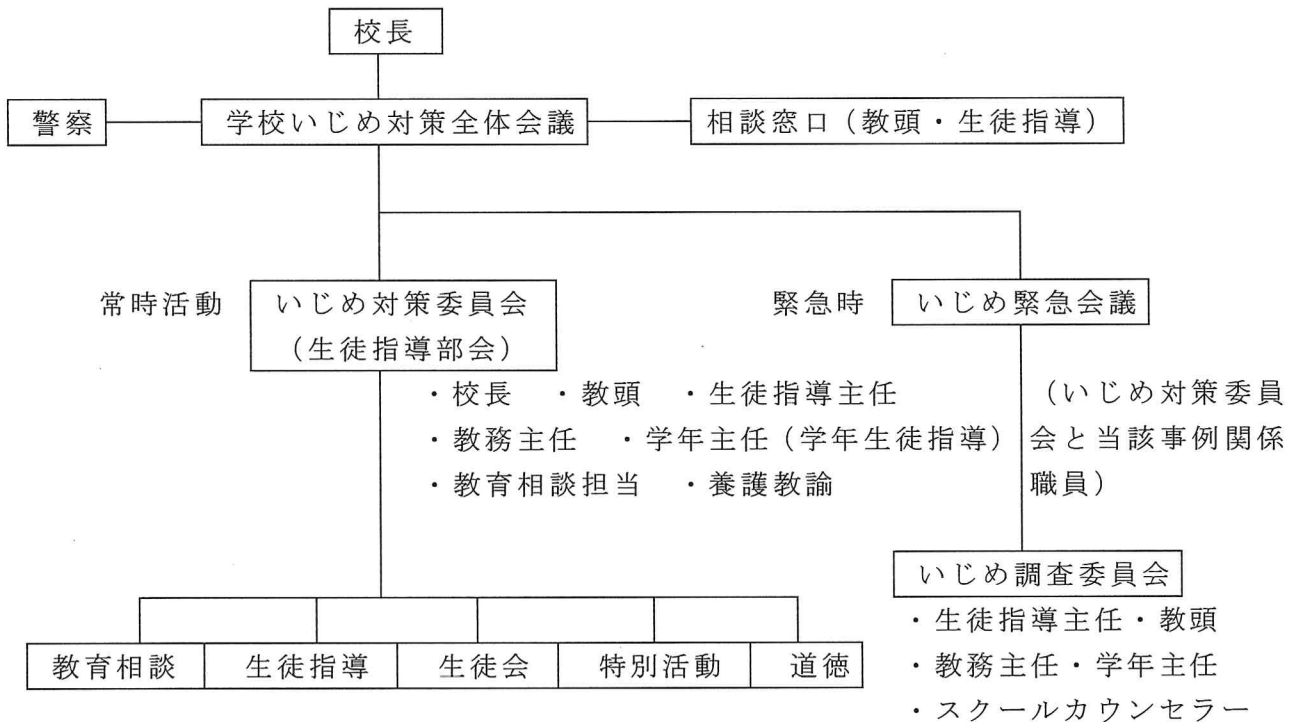 校長
警察 学校いじめ対策全体会議 相談窓口（教頭・生徒指導）
常時活動 いじめ対策委員会 緊急時 いじめ緊急会議
（生徒指導部会）
・校長 ・教頭 ・生徒指導主任 （いじめ対策委員
・教務主任 ・学年主任（学年生徒指導） 会と当該事例関係
・教育相談担当 ・養護教諭 職員）
いじめ調査委員会
・生徒指導主任・教頭
教育相談 生徒指導 生徒会 特別活動 道徳
・教務主任・学年主任
・スクールカウンセラー